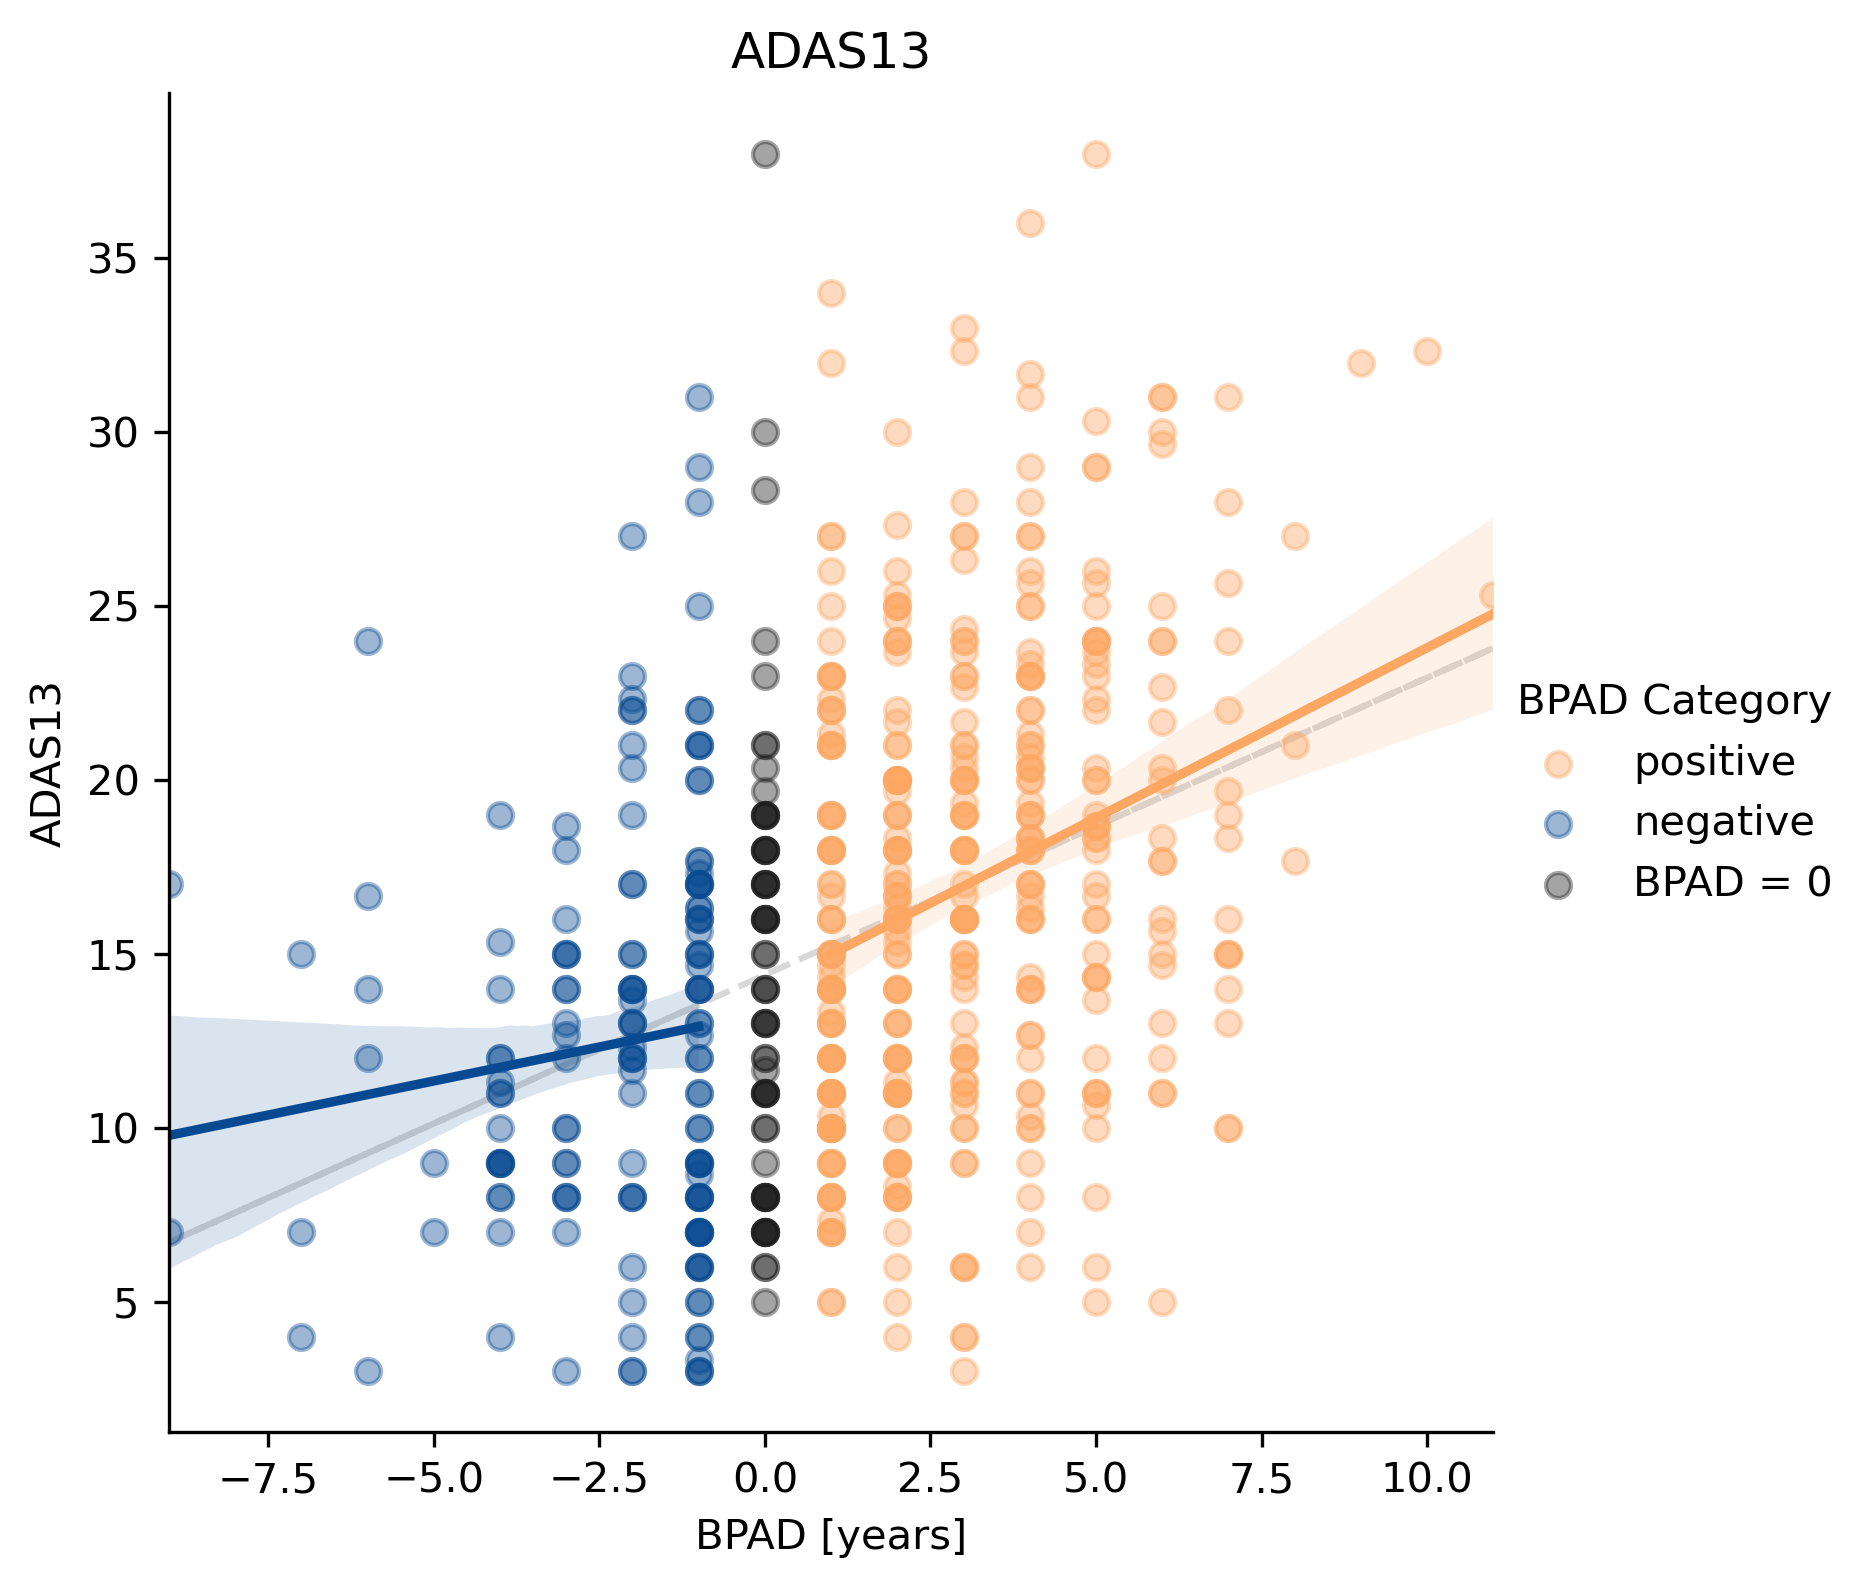 ADAS13
ADAS13
35
30
25
20
15
10
5
−7.5 −5.0 −2.5 0.0 2.5 5.0 7.5 10.0
BPAD [years]
BPAD Category
positive
negative
BPAD = 0